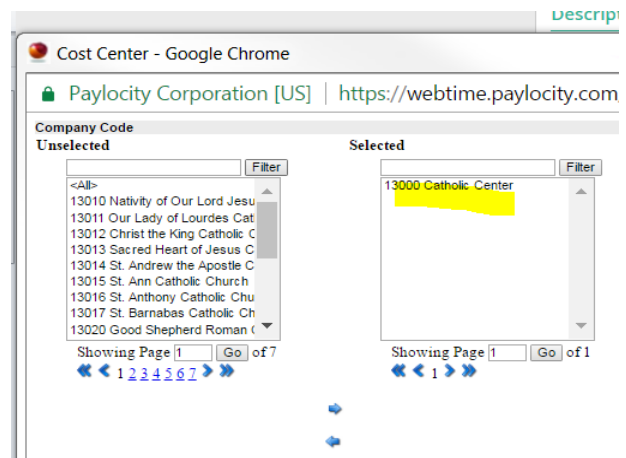 Descript
Cost Center - Google Chrome
Paylocity Corporation [US] | https://webtime.paylocity.com,
Company Code
Unselected
Selected
Filter
Filter
<All>
13010 Nativity of Our Lord Jesu
13011 Our Lady of Lourdes Cat
13012 Christ the King Catholic C
13013 Sacred Heart of Jesus C
13014 St. Andrew the Apostle C
13015 St. Ann Catholic Church
13016 St. Anthony Catholic Chu
13017 St. Barnabas Catholic Ch
13020 Good Shepherd Roman (
13000 Catholic Center
Showing Page 1 Go of 7
1 2 3 4 5 6 7
Showing Page 1 Go of 1
1